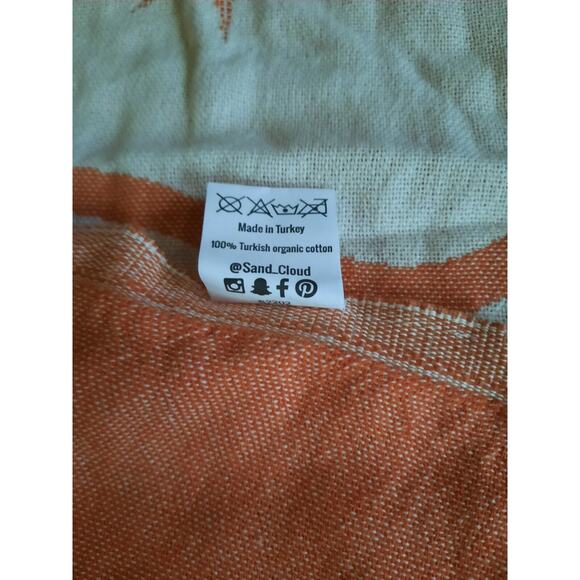 Made in Turkey
100% Turkish organic cotton
@Sand_Cloud